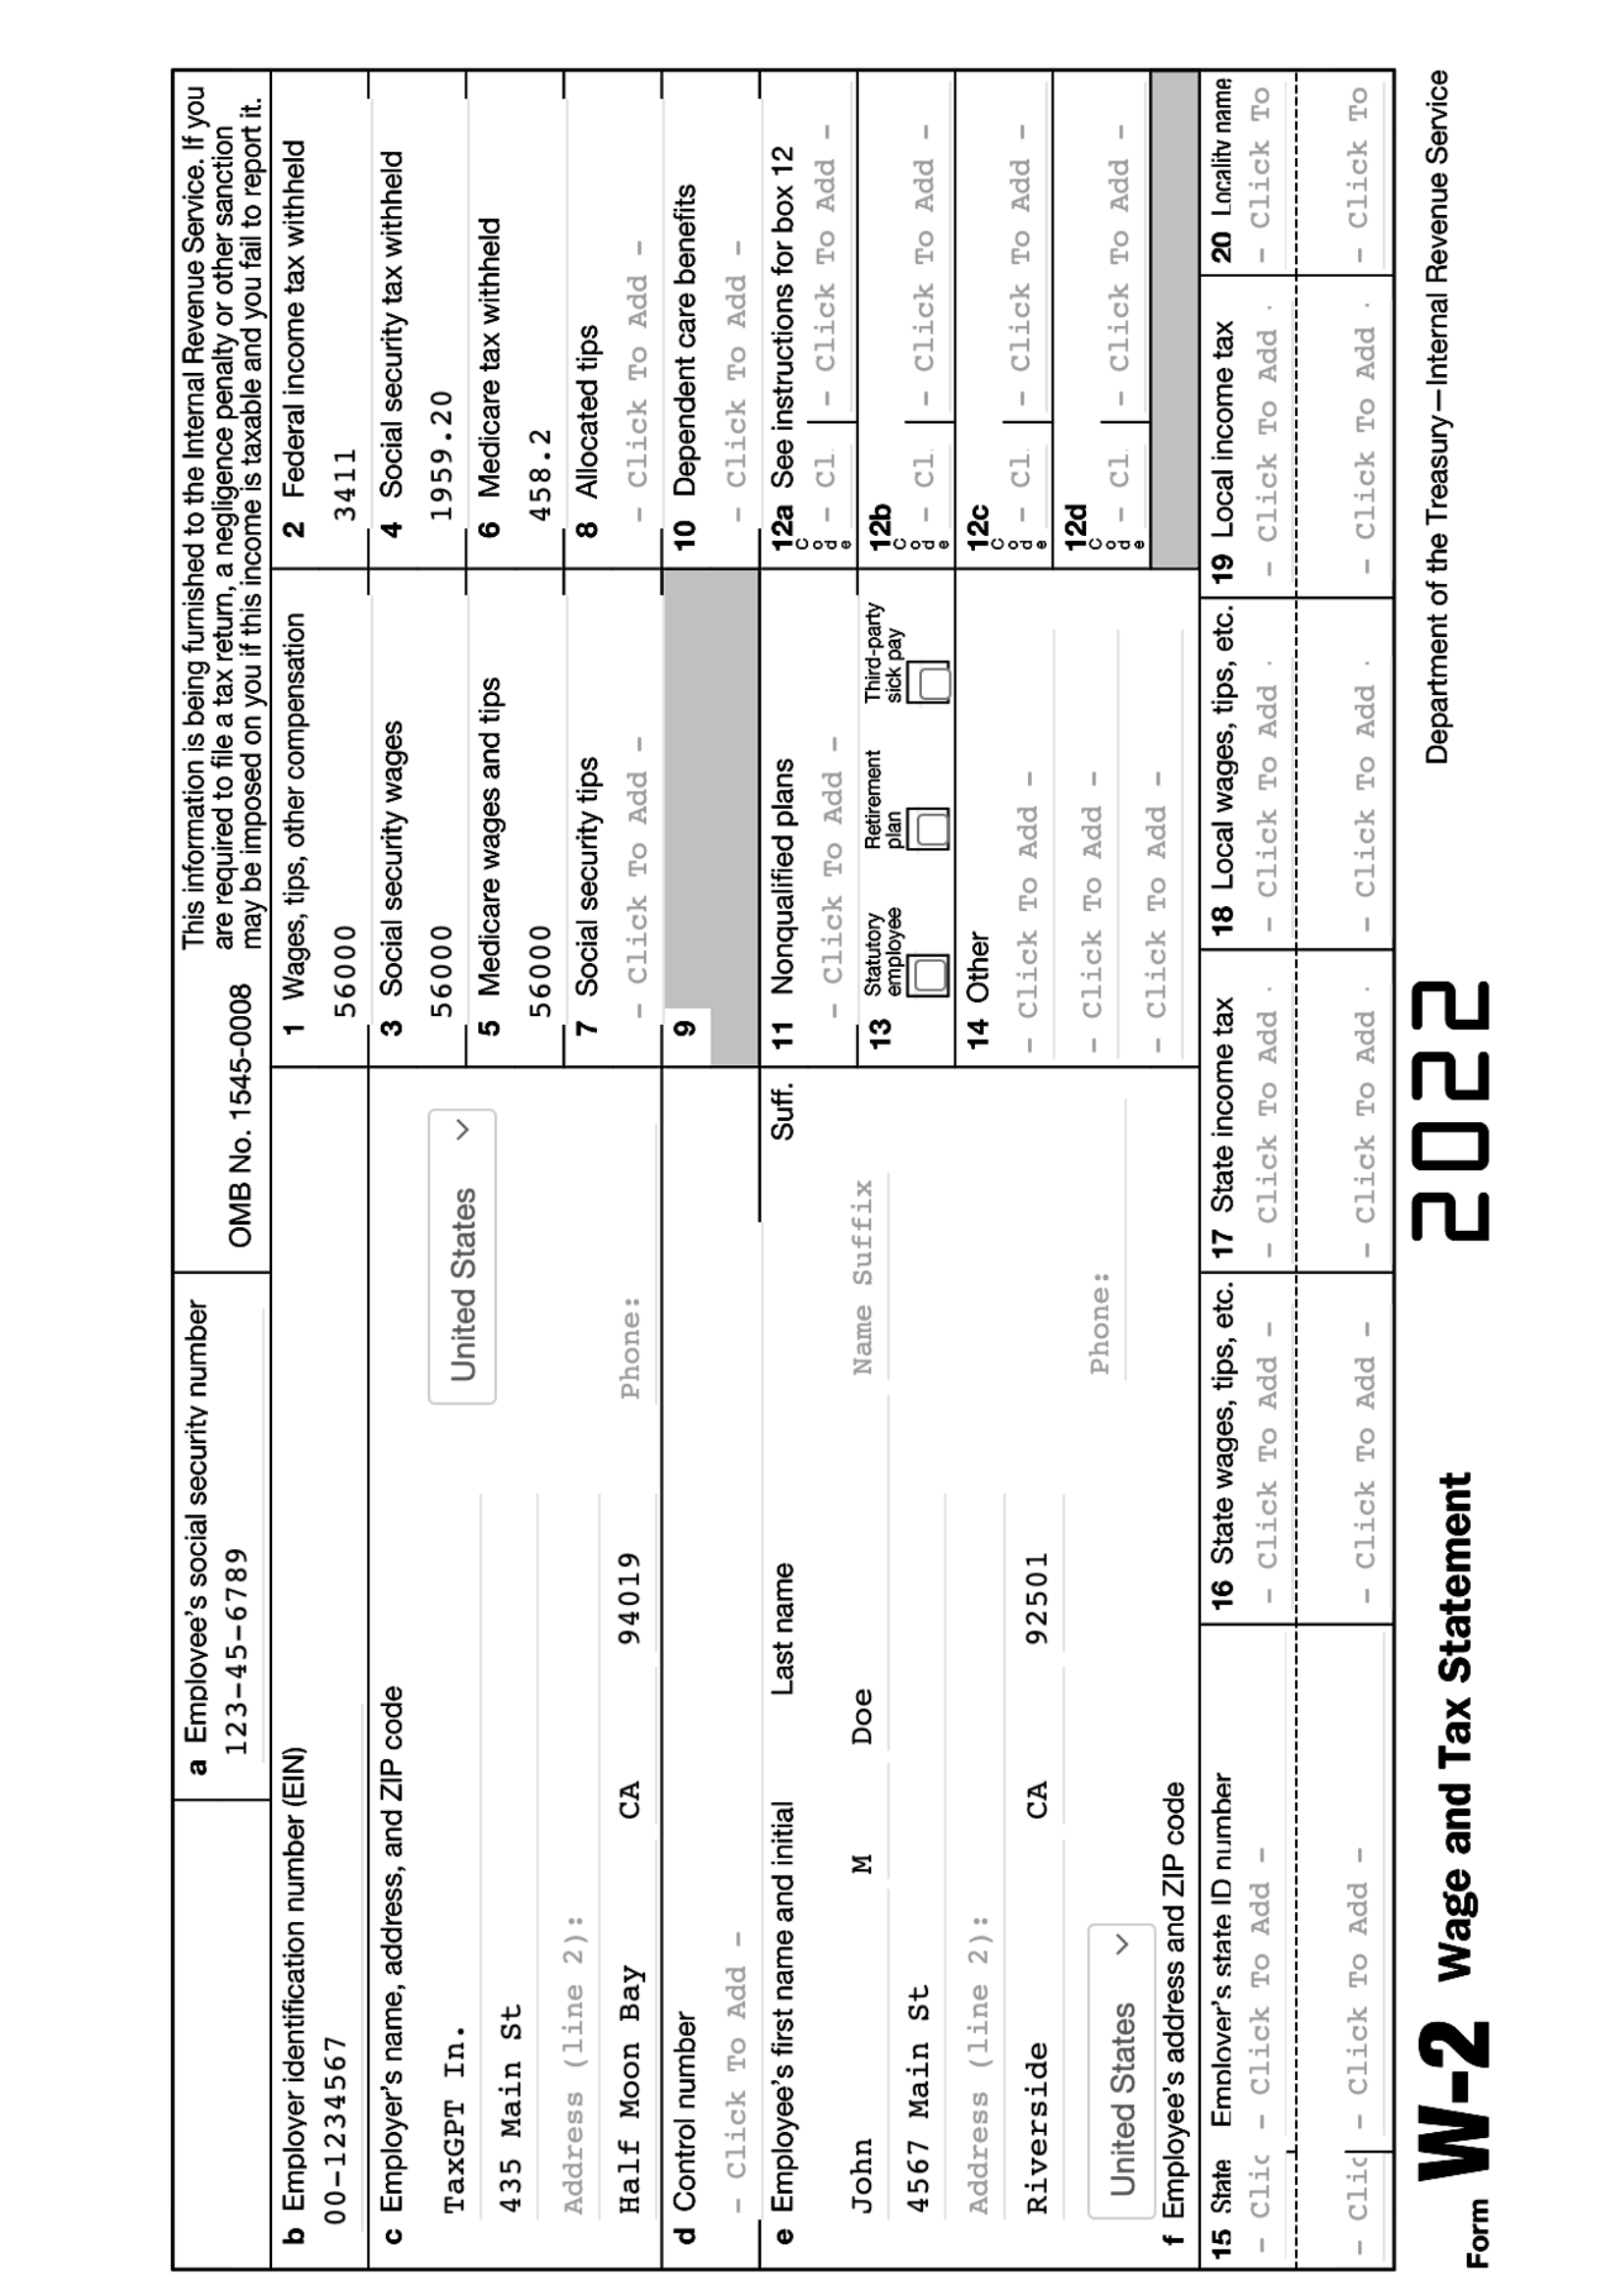 a Employee's social security number
123-45-6789
OMB No. 1545-0008
This information is being furnished to the Internal Revenue Service. If you
are required to file a tax return, a negligence penalty or other sanction
may be imposed on you if this income is taxable and you fail to report it.
b Employer identification number (EIN)
00-1234567
1 Wages, tips, other compensation
56000
2 Federal income tax withheld
3411
c Employer's name, address, and ZIP code
TaxGPT In.
United States
435 Main St
Address (line 2):
Half Moon Bay CA 94019 Phone:
3 Social security wages
56000
4 Social security tax withheld
1959.20
5 Medicare wages and tips
56000
6 Medicare tax withheld
458.2
7 Social security tips
- Click To Add -
8 Allocated tips
- Click To Add -
d Control number
- Click To Add -
9
10 Dependent care benefits
- Click To Add -
e Employee's first name and initial Last name Suff.
John M Doe Name Suffix
4567 Main St
Address (line 2):
Riverside CA 92501
United States Phone:
f Employee's address and ZIP code
11 Nonqualified plans
- Click To Add -
12a See instructions for box 12
Code - Cl. - Click To Add -
13 Statutory employee Retirement plan Third-party sick pay
12b
Code - Cl. - Click To Add -
14 Other
- Click To Add -
- Click To Add -
- Click To Add -
12c
Code - Cl. - Click To Add -
12d
Code - Cl. - Click To Add -
15 State Employer's state ID number 16 State wages, tips, etc. 17 State income tax 18 Local wages, tips, etc. 19 Local income tax 20 Locality name
- Clic - Click To Add - - Click To Add - - Click To Add . - Click To Add . - Click To Add . - Click To
- Clic - Click To Add - - Click To Add - - Click To Add . - Click To Add . - Click To Add . - Click To
Form W-2 Wage and Tax Statement 2022 Department of the Treasury—Internal Revenue Service